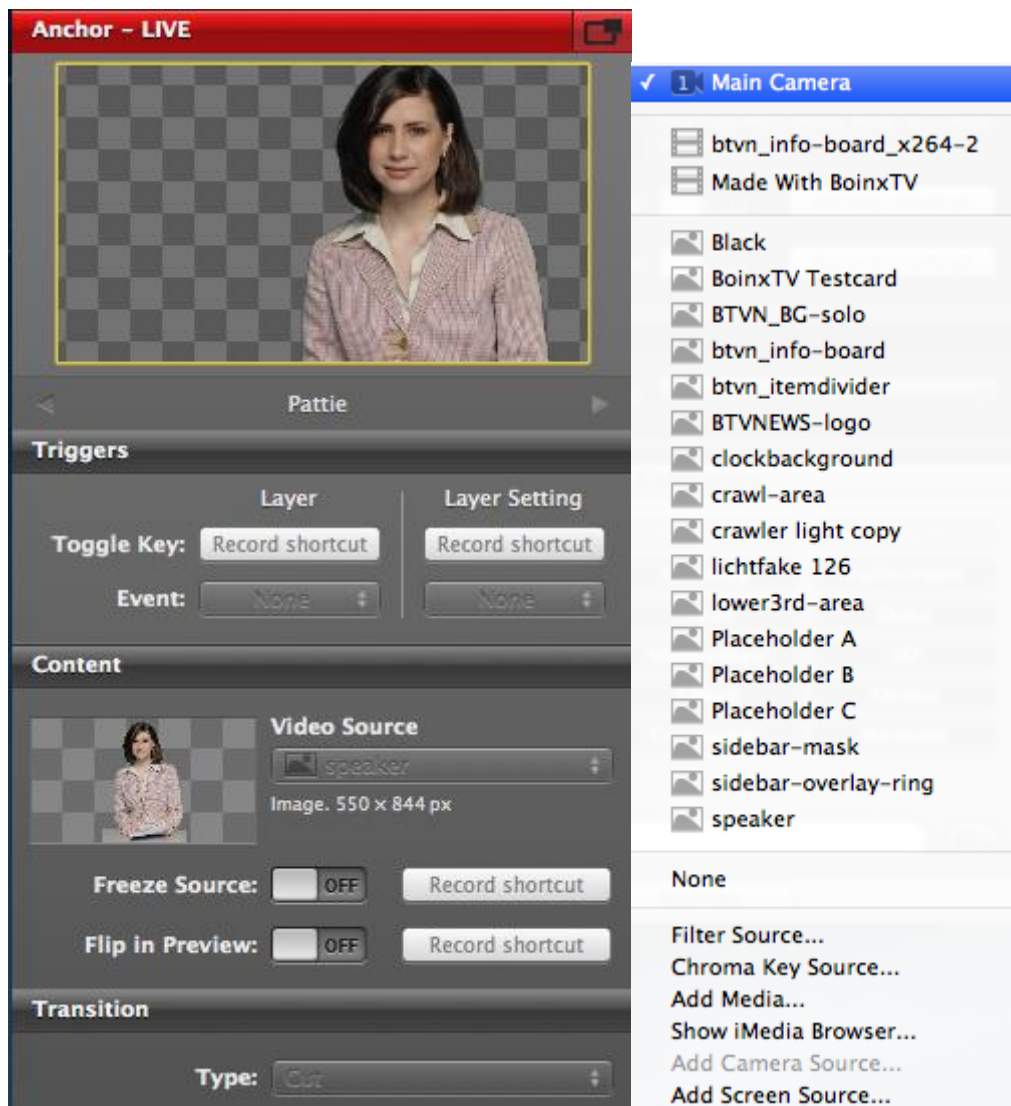 Anchor – LIVE
Pattie
Triggers
Layer
Layer Setting
Toggle Key: Record shortcut Record shortcut
Event: None None
Content
Video Source
speaker
Image. 550 × 844 px
Freeze Source: OFF Record shortcut
Flip in Preview: OFF Record shortcut
Transition
Type: Cut
✓ 1 Main Camera
btvn_info-board_x264-2
Made With BoinxTV
Black
BoinxTV Testcard
BTVN_BG-solo
btvn_info-board
btvn_itemdivider
BTVNEWS-logo
clockbackground
crawl-area
crawler light copy
lichtfake 126
lower3rd-area
Placeholder A
Placeholder B
Placeholder C
sidebar-mask
sidebar-overlay-ring
speaker
None
Filter Source...
Chroma Key Source...
Add Media...
Show iMedia Browser...
Add Camera Source...
Add Screen Source...